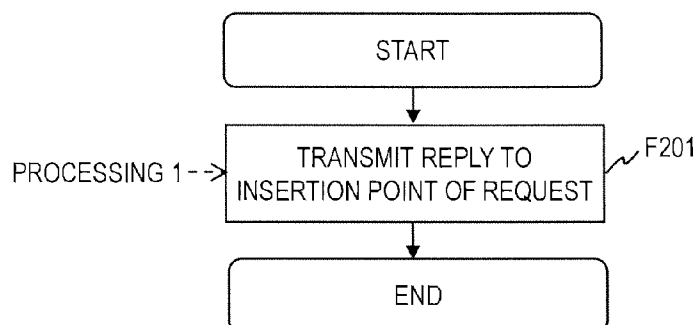 START
PROCESSING 1
TRANSMIT REPLY TO
INSERTION POINT OF REQUEST
F201
END